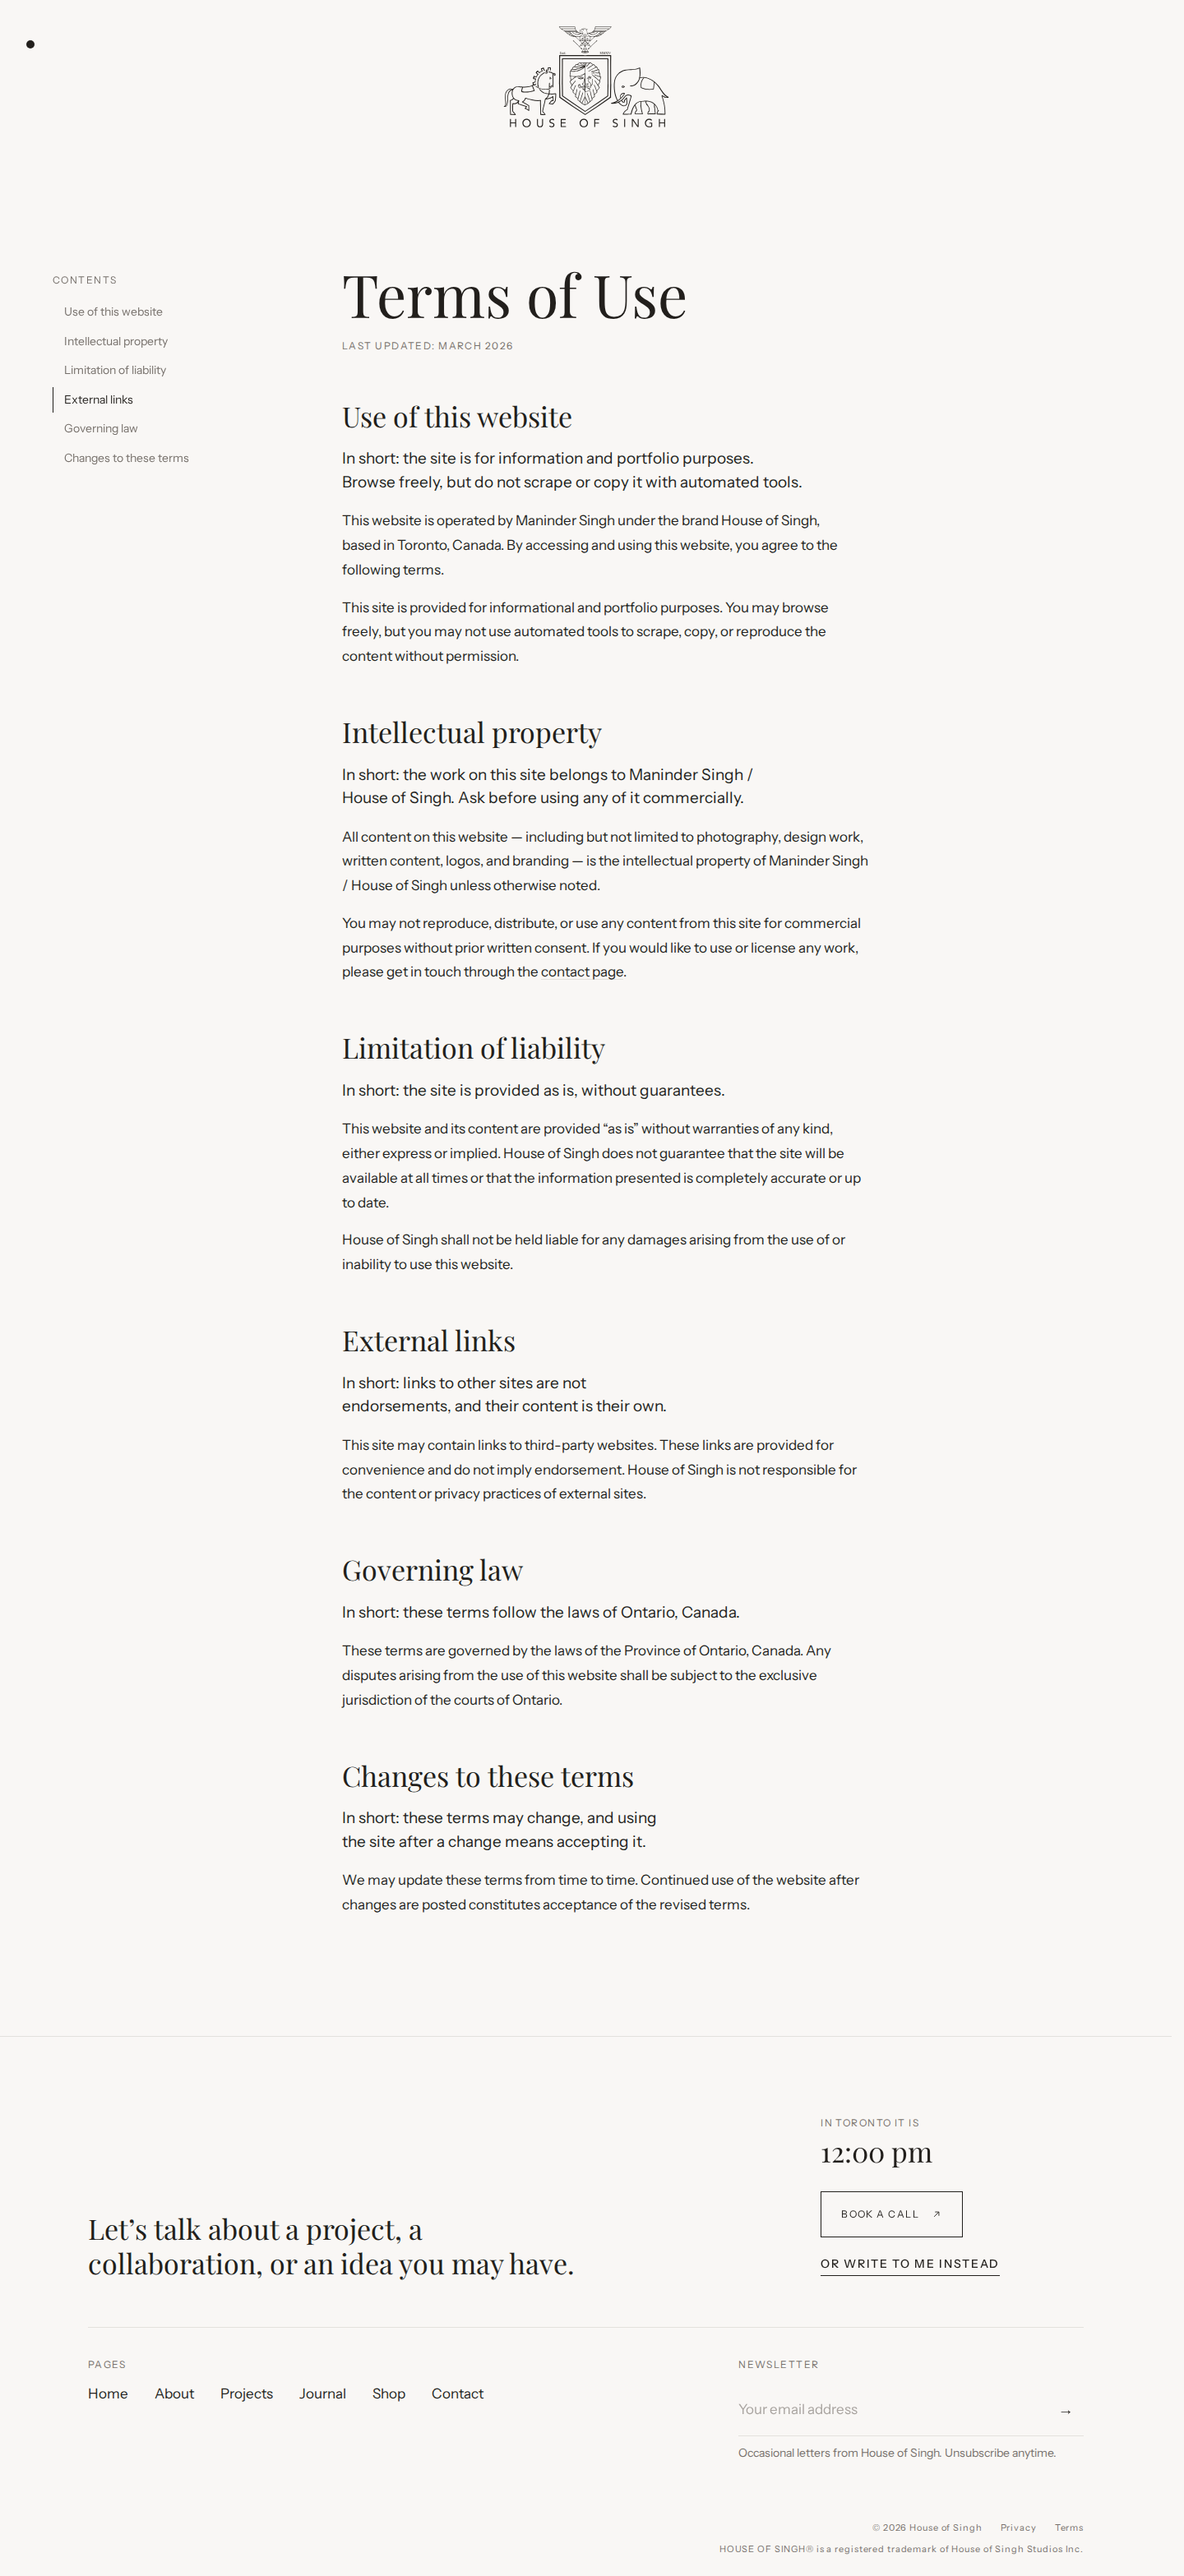 HOUSE OF SINGH
CONTENTS
Use of this website
Intellectual property
Limitation of liability
External links
Governing law
Changes to these terms
Terms of Use
LAST UPDATED: MARCH 2026
Use of this website
In short: the site is for information and portfolio purposes.
Browse freely, but do not scrape or copy it with automated tools.
This website is operated by Maninder Singh under the brand House of Singh,
based in Toronto, Canada. By accessing and using this website, you agree to the
following terms.
This site is provided for informational and portfolio purposes. You may browse
freely, but you may not use automated tools to scrape, copy, or reproduce the
content without permission.
Intellectual property
In short: the work on this site belongs to Maninder Singh /
House of Singh. Ask before using any of it commercially.
All content on this website — including but not limited to photography, design work,
written content, logos, and branding — is the intellectual property of Maninder Singh
/ House of Singh unless otherwise noted.
You may not reproduce, distribute, or use any content from this site for commercial
purposes without prior written consent. If you would like to use or license any work,
please get in touch through the contact page.
Limitation of liability
In short: the site is provided as is, without guarantees.
This website and its content are provided “as is” without warranties of any kind,
either express or implied. House of Singh does not guarantee that the site will be
available at all times or that the information presented is completely accurate or up
to date.
House of Singh shall not be held liable for any damages arising from the use of or
inability to use this website.
External links
In short: links to other sites are not
endorsements, and their content is their own.
This site may contain links to third-party websites. These links are provided for
convenience and do not imply endorsement. House of Singh is not responsible for
the content or privacy practices of external sites.
Governing law
In short: these terms follow the laws of Ontario, Canada.
These terms are governed by the laws of the Province of Ontario, Canada. Any
disputes arising from the use of this website shall be subject to the exclusive
jurisdiction of the courts of Ontario.
Changes to these terms
In short: these terms may change, and using
the site after a change means accepting it.
We may update these terms from time to time. Continued use of the website after
changes are posted constitutes acceptance of the revised terms.
IN TORONTO IT IS
12:00 pm
BOOK A CALL ↗
OR WRITE TO ME INSTEAD
Let’s talk about a project, a
collaboration, or an idea you may have.
PAGES
Home About Projects Journal Shop Contact
NEWSLETTER
Your email address →
Occasional letters from House of Singh. Unsubscribe anytime.
© 2026 House of Singh Privacy Terms
HOUSE OF SINGH® is a registered trademark of House of Singh Studios Inc.